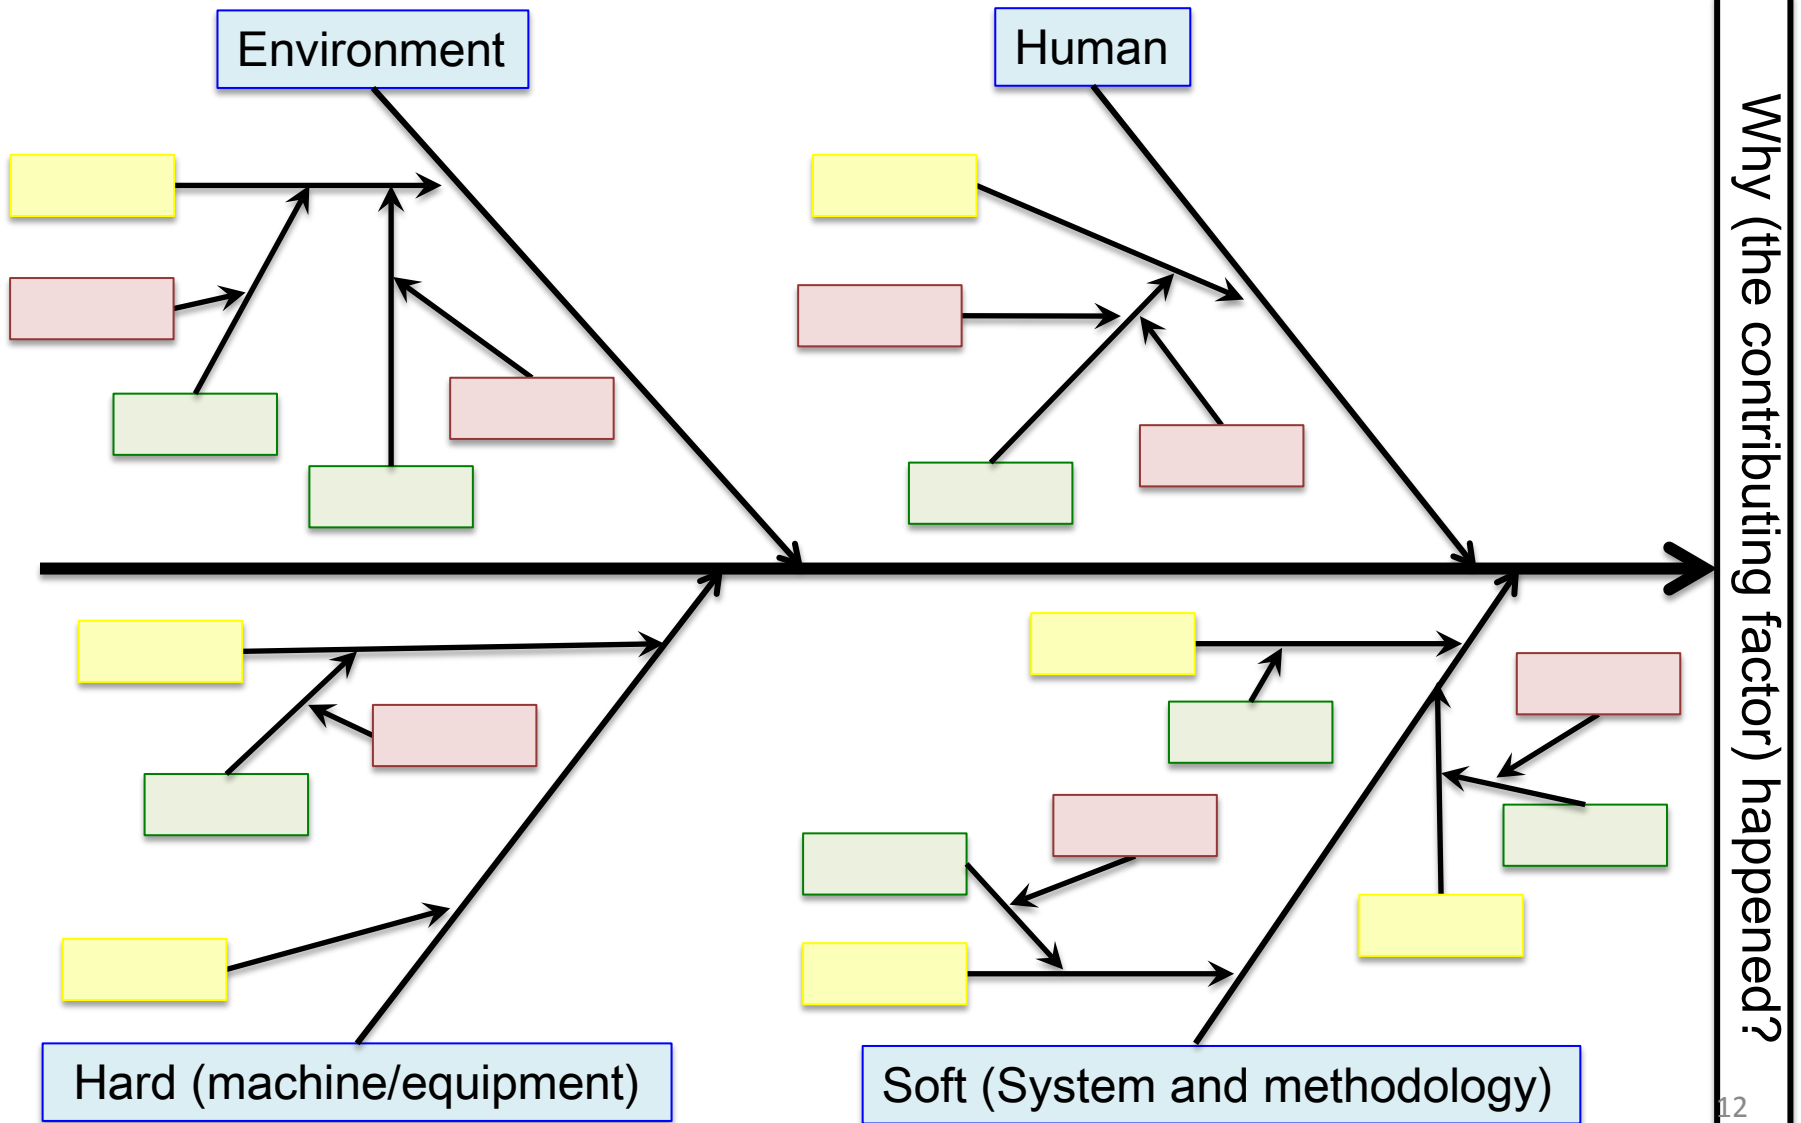 Environment
Human
Why (the contributing factor) happened?
Hard (machine/equipment)
Soft (System and methodology)
12